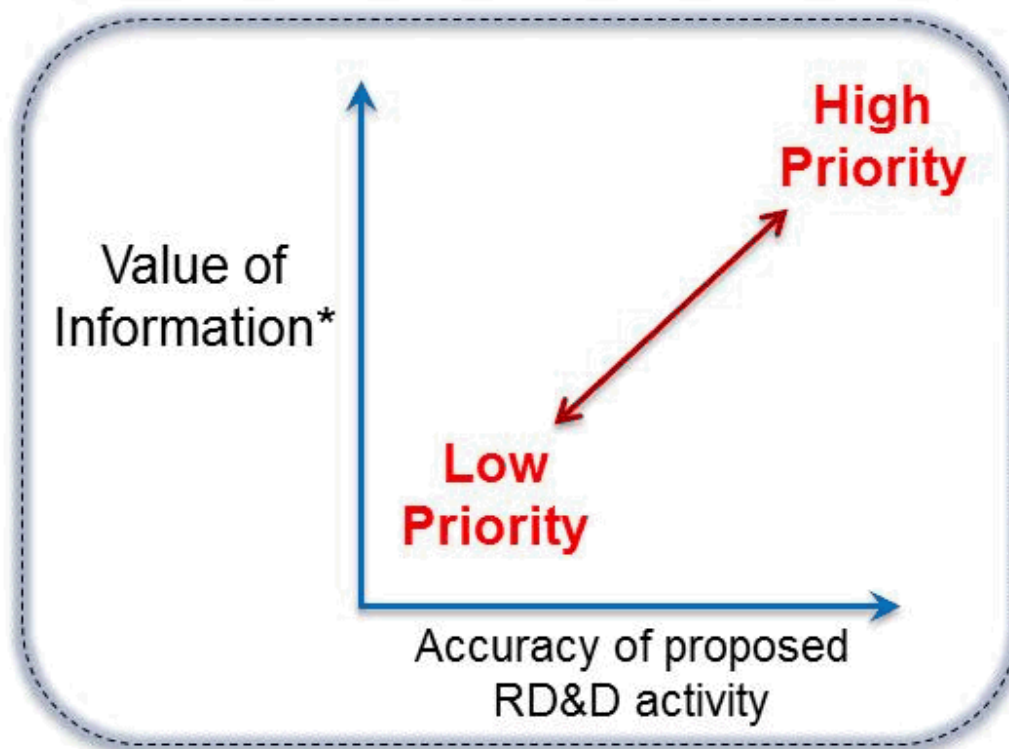 High
Priority
Value of
Information*
Low
Priority
Accuracy of proposed
RD&D activity